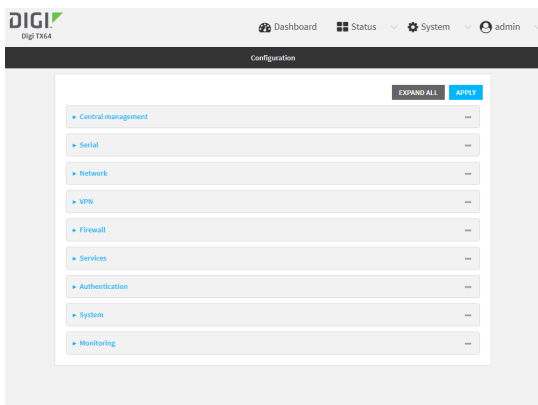 DIGI
Digi TX64
Dashboard Status System admin
Configuration
EXPAND ALL APPLY
Central management
Serial
Network
VPN
Firewall
Services
Authentication
System
Monitoring